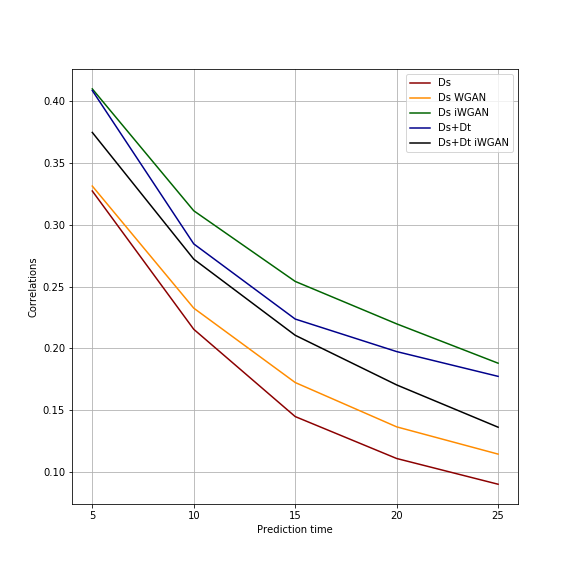 Ds
Ds WGAN
Ds iWGAN
Ds+Dt
Ds+Dt iWGAN
0.40
0.35
0.30
0.25
0.20
0.15
0.10
Correlations
5 10 15 20 25
Prediction time